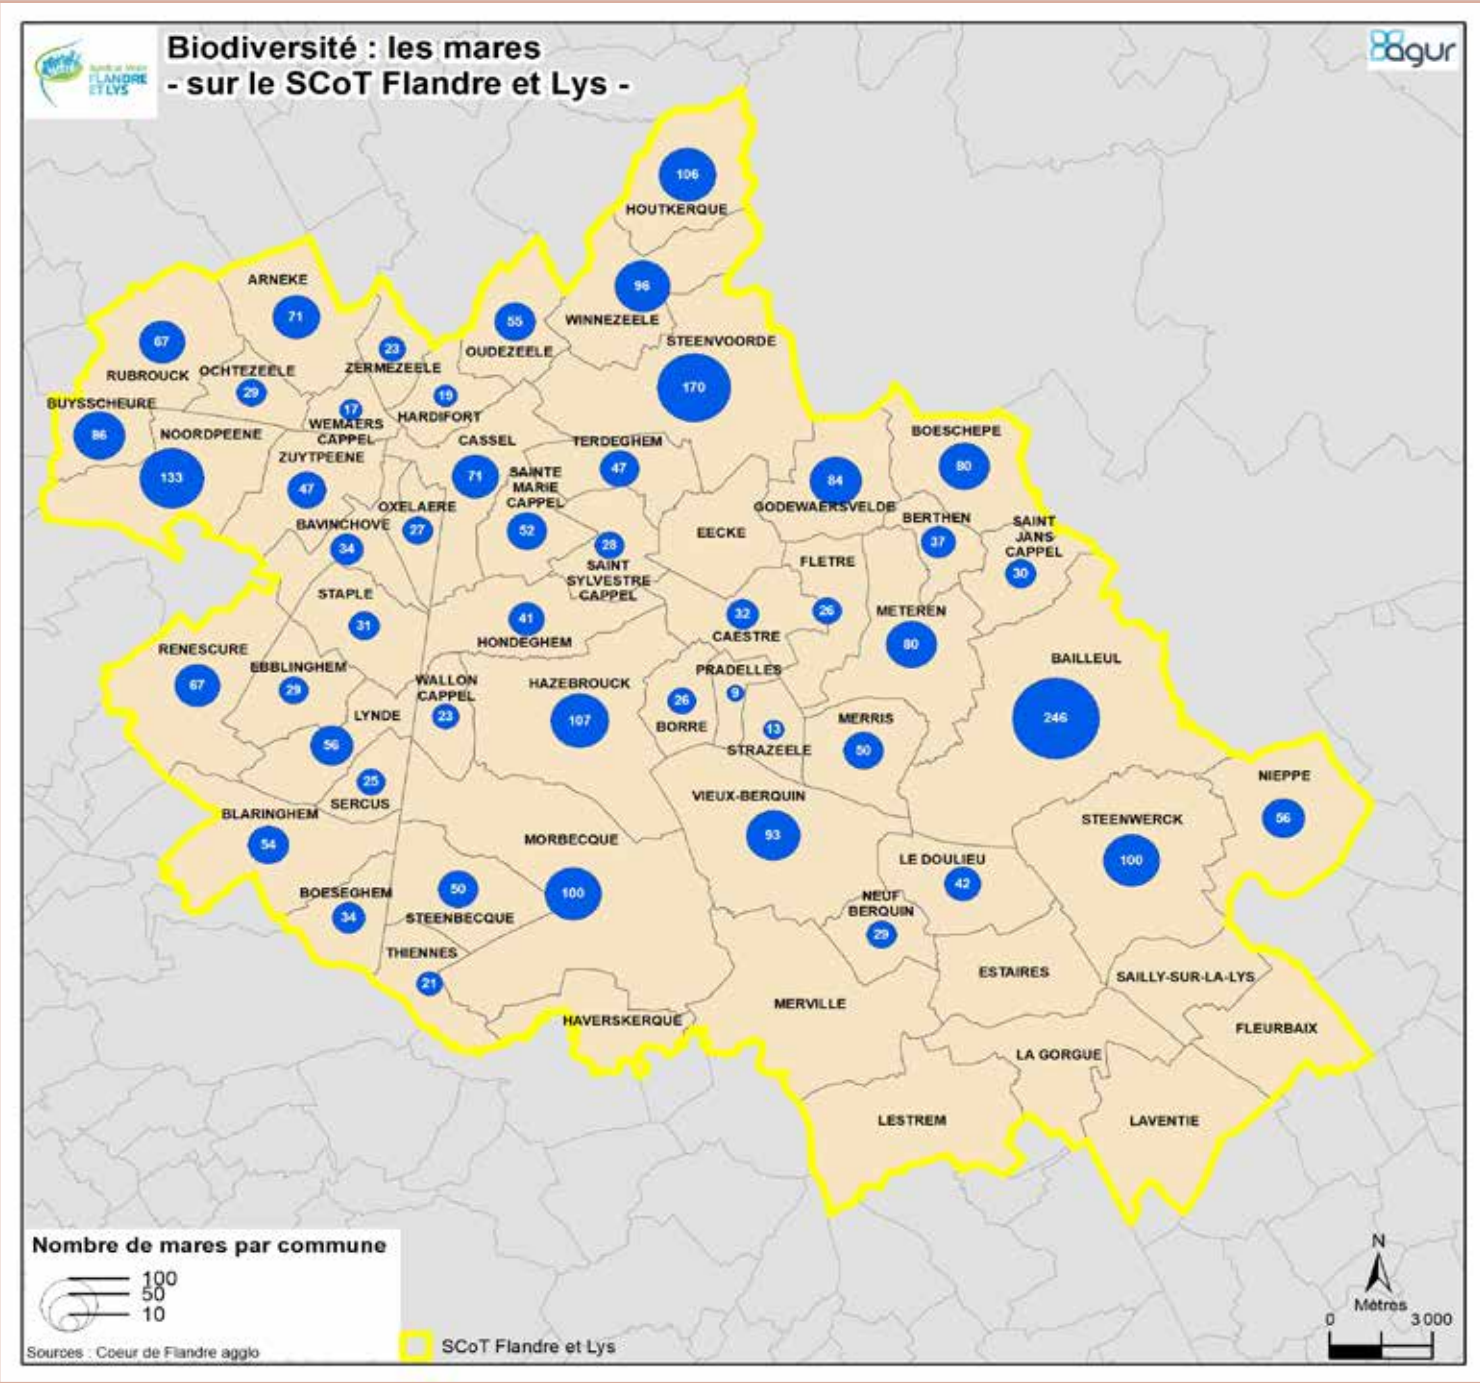 Biodiversité : les mares
- sur le SCoT Flandre et Lys -
FLANDRE
ET LYS
agur
106
HOUTKERQUE
96
WINNEZEELE
ARNEKE
71
55
OUDEZEELE
STEENVOORDE
170
67
RUBROUCK
OCHTEZEELE
29
23
ZERMEZEELE
19
HARDIFORT
17
WEMAERS
CAPPEL
BUYSSCHEURE
86
NOORDPEENE
133
ZUYTPEENE
47
CASSEL
71
TERDEGHEM
47
SAINTE
MARIE
CAPPEL
52
OXELAERE
27
BAVINCHOVE
34
28
SAINT
SYLVESTRE
CAPPEL
EECKE
84
GODEWAERSVELDE
BOESCHEPE
80
BERTHEN
37
SAINT
JANS
CAPPEL
30
FLETRE
26
STAPLE
31
41
HONDEGHEM
32
CAESTRE
METEREN
80
RENESCURE
67
EBBLINGHEM
29
WALLON
CAPPEL
23
HAZEBROUCK
107
26
BORRE
PRADELLES
9
13
STRAZEELE
MERRIS
50
BAILLEUL
246
LYNDE
56
25
SERCUS
VIEUX-BERQUIN
93
NIEPPE
56
STEENWERCK
100
BLARINGHEM
54
MORBECQUE
100
LE DOULIEU
42
BOESEGHEM
34
50
STEENBECQUE
NEUF
BERQUIN
29
THIENNES
21
ESTAIRES
SAILLY-SUR-LA-LYS
MERVILLE
HAVERSKERQUE
FLEURBAIX
LA GORGUE
LESTREM
LAVENTIE
Nombre de mares par commune
100
50
10
Sources : Coeur de Flandre agglo
SCoT Flandre et Lys
N
Mètres
0 3 000